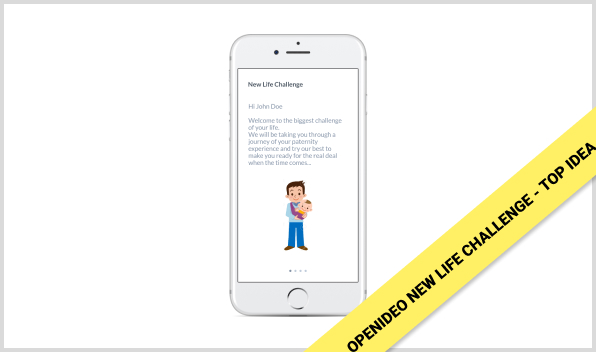 New Life Challenge
Hi John Doe
Welcome to the biggest challenge
of your life.
We will be taking you through a
journey of your paternity
experience and try our best to
make you ready for the real deal
when the time comes...
OPENIDEO NEW LIFE CHALLENGE - TOP IDEA